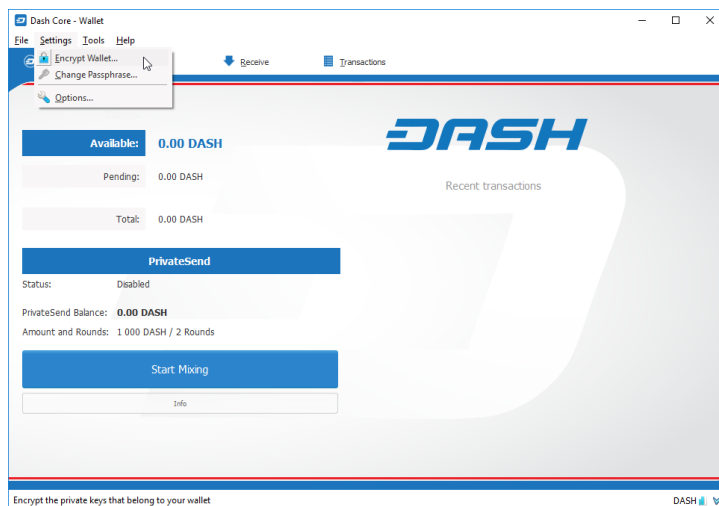 Dash Core - Wallet
File Settings Tools Help
Encrypt Wallet...
Change Passphrase...
Options...
Receive
Transactions
DASH
Available: 0.00 DASH
Pending: 0.00 DASH
Total: 0.00 DASH
Recent transactions
PrivateSend
Status: Disabled
PrivateSend Balance: 0.00 DASH
Amount and Rounds: 1 000 DASH / 2 Rounds
Start Mixing
Info
Encrypt the private keys that belong to your wallet
DASH